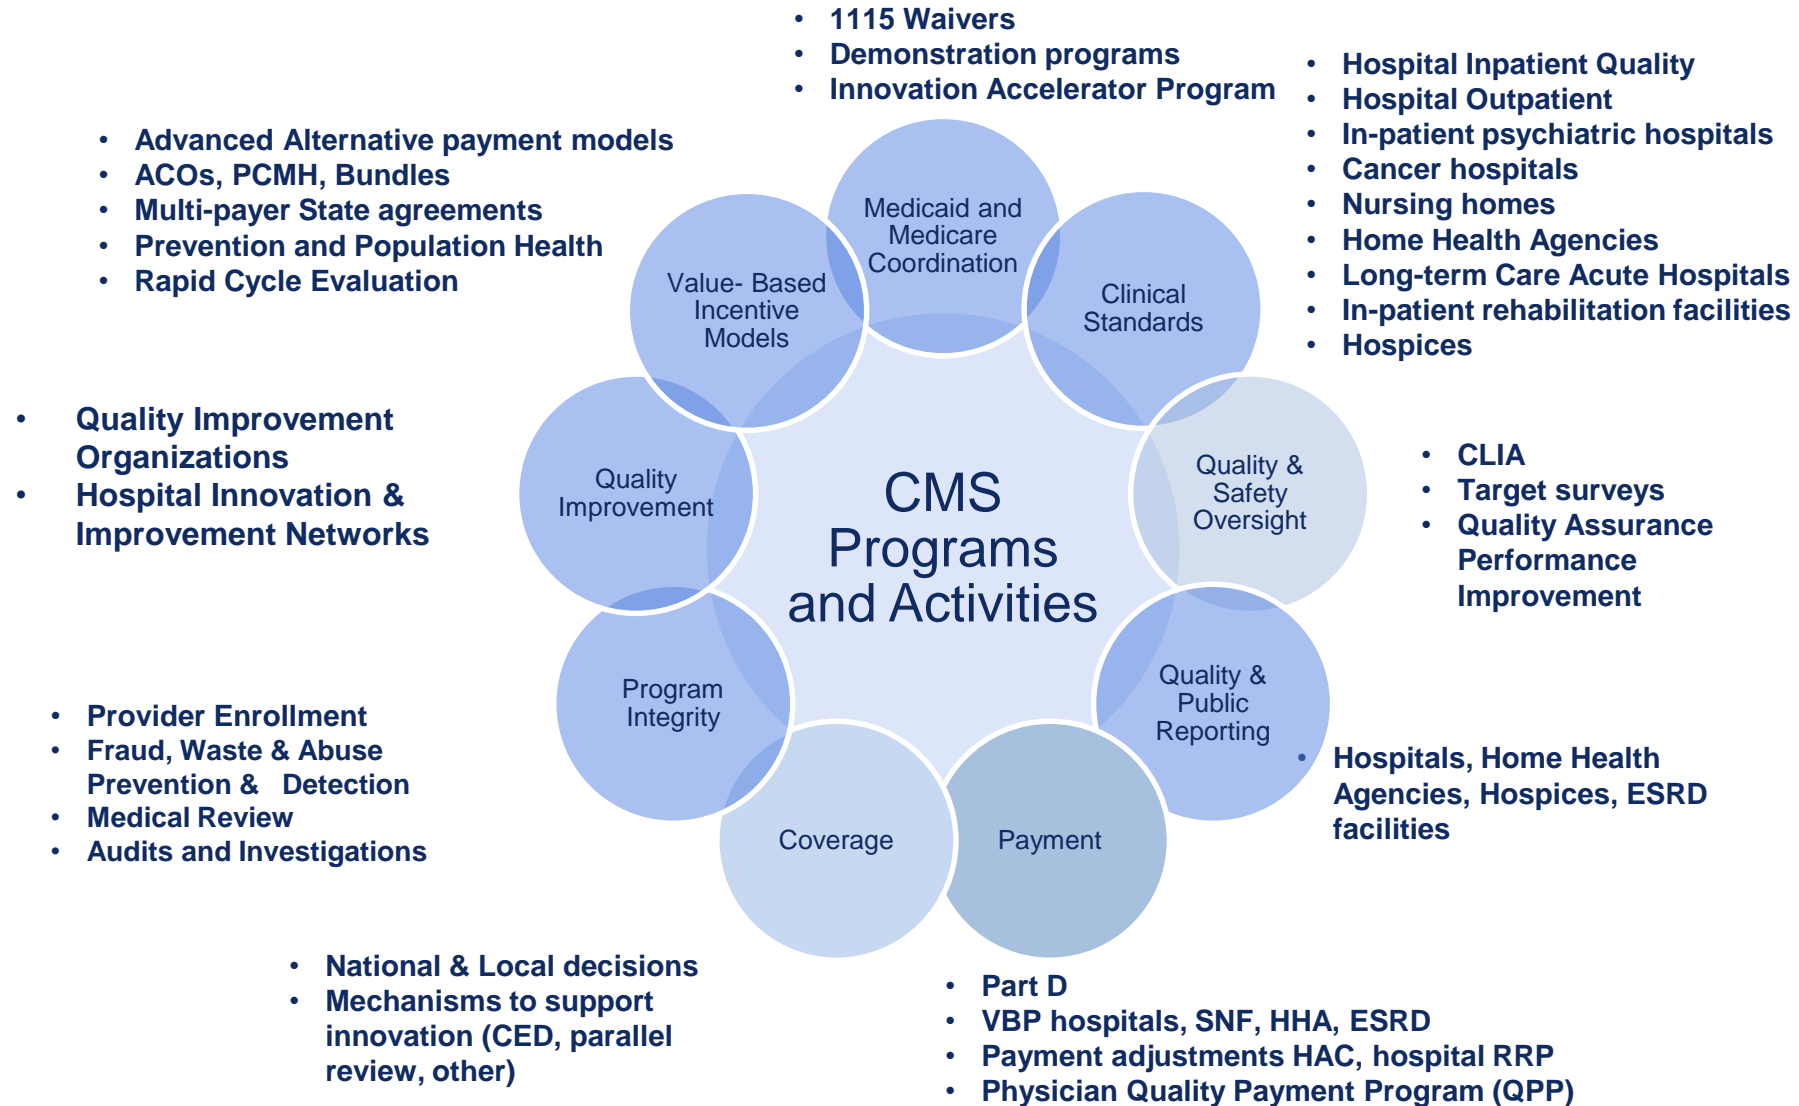 • 1115 Waivers
• Demonstration programs
• Innovation Accelerator Program
• Hospital Inpatient Quality
• Hospital Outpatient
• In-patient psychiatric hospitals
• Cancer hospitals
• Nursing homes
• Home Health Agencies
• Long-term Care Acute Hospitals
• In-patient rehabilitation facilities
• Hospices
• Advanced Alternative payment models
• ACOs, PCMH, Bundles
• Multi-payer State agreements
• Prevention and Population Health
• Rapid Cycle Evaluation
Medicaid and
Medicare
Coordination
Value- Based
Incentive
Models
Clinical
Standards
• Quality Improvement
Organizations
• Hospital Innovation &
Improvement Networks
Quality
Improvement
CMS
Programs
and Activities
Quality &
Safety
Oversight
• CLIA
• Target surveys
• Quality Assurance
Performance
Improvement
Program
Integrity
Quality &
Public
Reporting
• Provider Enrollment
• Fraud, Waste & Abuse
Prevention &   Detection
• Medical Review
• Audits and Investigations
• Hospitals, Home Health
Agencies, Hospices, ESRD
facilities
Coverage
Payment
• National & Local decisions
• Mechanisms to support
innovation (CED, parallel
review, other)
• Part D
• VBP hospitals, SNF, HHA, ESRD
• Payment adjustments HAC, hospital RRP
• Physician Quality Payment Program (QPP)